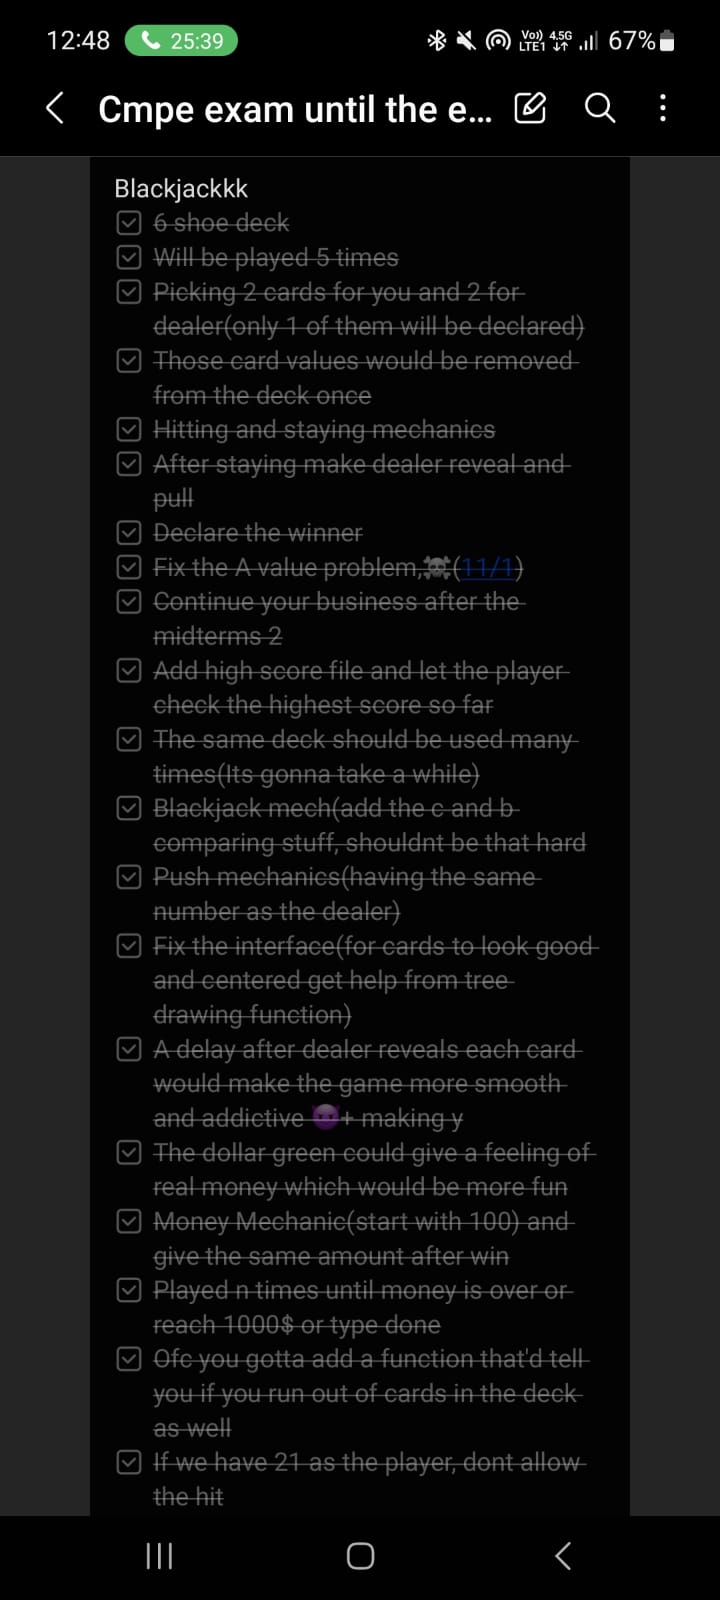 12:48 25:39 Vo)) LTE1 4.5G 67%
Cmpe exam until the e...
Blackjackkk
6 shoe deck
Will be played 5 times
Picking 2 cards for you and 2 for
dealer(only 1 of them will be declared)
Those card values would be removed
from the deck once
Hitting and staying mechanics
After staying make dealer reveal and
pull
Declare the winner
Fix the A value problem,☠️(11/1)
Continue your business after the
midterms 2
Add high score file and let the player
check the highest score so far
The same deck should be used many
times(Its gonna take a while)
Blackjack mech(add the c and b
comparing stuff, shouldnt be that hard
Push mechanics(having the same
number as the dealer)
Fix the interface(for cards to look good
and centered get help from tree
drawing function)
A delay after dealer reveals each card
would make the game more smooth
and addictive 😈+ making y
The dollar green could give a feeling of
real money which would be more fun
Money Mechanic(start with 100) and
give the same amount after win
Played n times until money is over or
reach 1000$ or type done
Ofc you gotta add a function that'd tell
you if you run out of cards in the deck
as well
If we have 21 as the player, dont allow
the hit